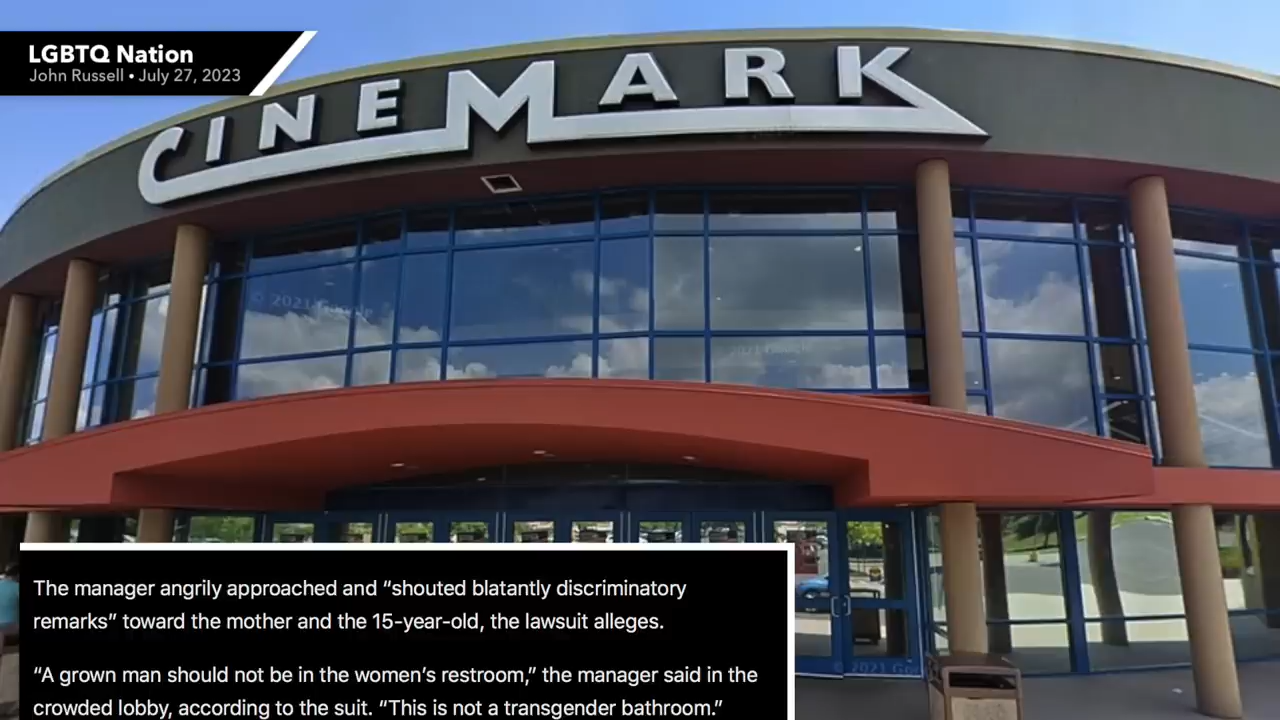 LGBTQ Nation
John Russell • July 27, 2023
CINEMARK
© 2021 Google
The manager angrily approached and “shouted blatantly discriminatory
remarks” toward the mother and the 15-year-old, the lawsuit alleges.
“A grown man should not be in the women’s restroom,” the manager said in the
crowded lobby, according to the suit. “This is not a transgender bathroom.”